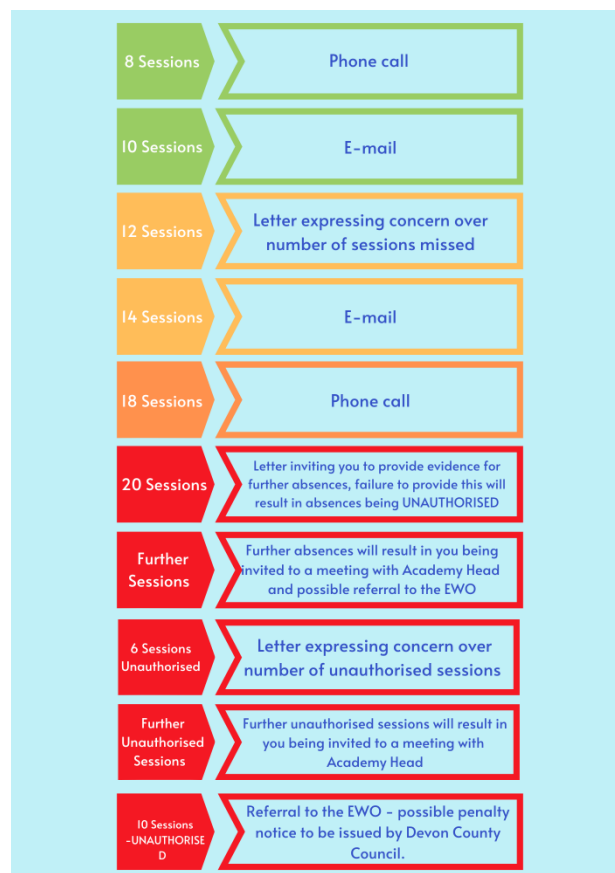 8 Sessions
Phone call
10 Sessions
E-mail
12 Sessions
Letter expressing concern over
number of sessions missed
14 Sessions
E-mail
18 Sessions
Phone call
20 Sessions
Letter inviting you to provide evidence for
further absences, failure to provide this will
result in absences being UNAUTHORISED
Further
Sessions
Further absences will result in you being
invited to a meeting with Academy Head
and possible referral to the EWO
6 Sessions
Unauthorised
Letter expressing concern over
number of unauthorised sessions
Further
Unauthorised
Sessions
Further unauthorised sessions will result in
you being invited to a meeting with
Academy Head
10 Sessions
-UNAUTHORISE
D
Referral to the EWO - possible penalty
notice to be issued by Devon County
Council.